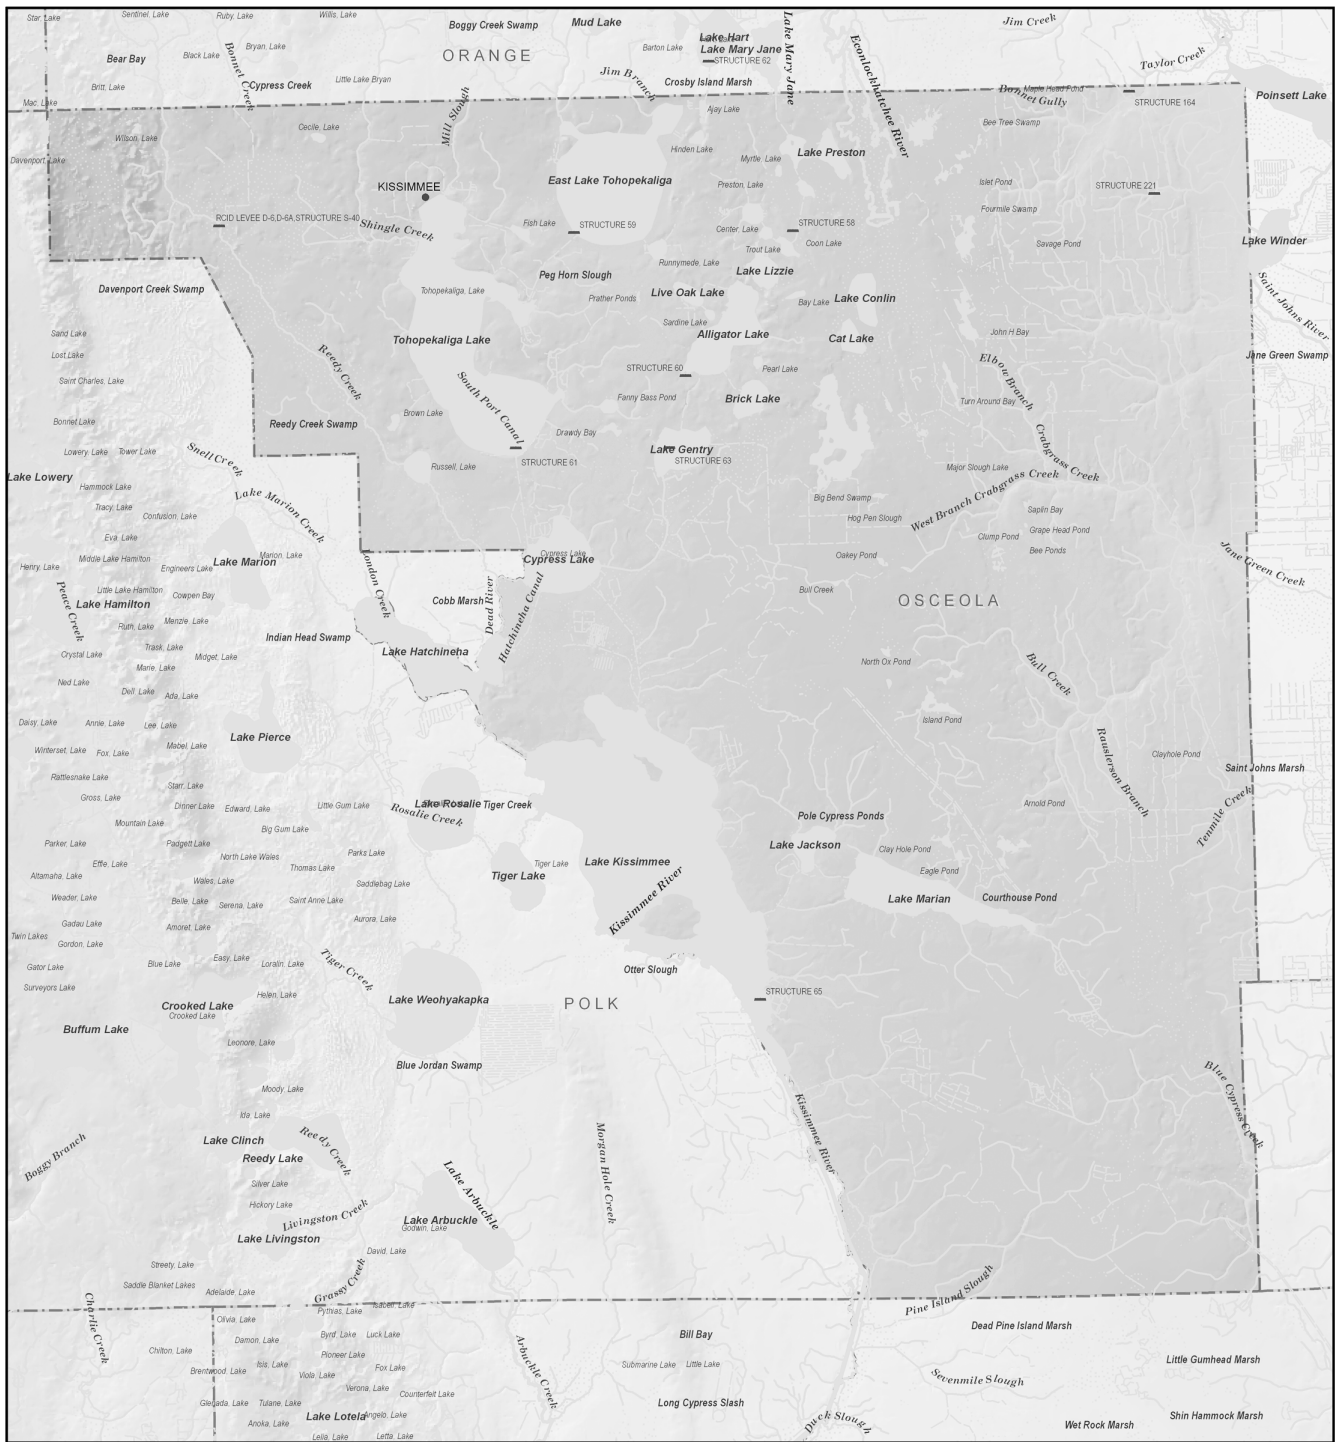 Star, Lake
Sentinel, Lake
Ruby, Lake
Willis, Lake
Boggy Creek Swamp
Mud Lake
Lake Hart
Lake Mary Jane
Jim Creek
Bear Bay
Black Lake
Bryan, Lake
Bonnet Creek
ORANGE
Barton Lake
Lake Mary Jane
STRUCTURE 62
Econlockhatchee River
Taylor Creek
Britt, Lake
Cypress Creek
Little Lake Bryan
Jim Branch
Crosby Island Marsh
Maple Head Pond
Bonnet Gully
Poinsett Lake
Mac, Lake
Mill Slough
Ajay Lake
STRUCTURE 164
Wilson, Lake
Cecile, Lake
Bee Tree Swamp
Davenport, Lake
Hinden Lake
Myrtle, Lake
Lake Preston
KISSIMMEE
East Lake Tohopekaliga
Preston, Lake
Islet Pond
STRUCTURE 221
Fourmile Swamp
RCID LEVEE D-6,D-6A,STRUCTURE S-40
Shingle Creek
Fish Lake
STRUCTURE 59
Center, Lake
STRUCTURE 58
Coon Lake
Savage Pond
Lake Winder
Trout Lake
Runnymede, Lake
Lake Lizzie
Peg Horn Slough
Davenport Creek Swamp
Tohopekaliga, Lake
Prather Ponds
Live Oak Lake
Bay Lake
Lake Conlin
Saint Johns River
Sand Lake
Sardine Lake
Alligator Lake
Cat Lake
John H Bay
Tohopekaliga Lake
Lost Lake
Jane Green Swamp
Reedy Creek
Saint Charles, Lake
South Port Canal
STRUCTURE 60
Pearl Lake
Elbow Branch
Fanny Bass Pond
Brick Lake
Turn Around Bay
Bonnet Lake
Reedy Creek Swamp
Brown Lake
Drawdy Bay
Lowery, Lake
Tower Lake
Snell Creek
Lake Gentry
Crabgrass Creek
Russell, Lake
STRUCTURE 61
STRUCTURE 63
Major Slough Lake
Lake Lowery
Hammock Lake
Lake Marion Creek
Big Bend Swamp
West Branch Crabgrass Creek
Tracy, Lake
Confusion, Lake
Hog Pen Slough
Saplin Bay
Eva, Lake
Clump Pond
Grape Head Pond
Middle Lake Hamilton
Henry, Lake
Engineers Lake
Lake Marion
Marion, Lake
London Creek
Cypress Lake
Cypress Lake
Oakey Pond
Bee Ponds
Jane Green Creek
Peace Creek
Little Lake Hamilton
Cowpen Bay
Lake Hamilton
Cobb Marsh
Dead River
Hatchineha Canal
Bull Creek
OSCEOLA
Ruth, Lake
Menzie, Lake
Indian Head Swamp
Crystal Lake
Trask, Lake
Midget, Lake
Marie, Lake
Lake Hatchineha
North Ox Pond
Bull Creek
Ned Lake
Dell, Lake
Ada, Lake
Daisy, Lake
Annie, Lake
Lee, Lake
Island Pond
Winterset, Lake
Fox, Lake
Mabel, Lake
Lake Pierce
Rauslerson Branch
Clayhole Pond
Rattlesnake Lake
Starr, Lake
Saint Johns Marsh
Gross, Lake
Dinner Lake
Edward, Lake
Little Gum Lake
Lake Rosalie
Rosalie Creek
Tiger Creek
Arnold Pond
Tenmile Creek
Mountain Lake
Big Gum Lake
Pole Cypress Ponds
Parker, Lake
Padgett Lake
Lake Jackson
Clay Hole Pond
Effie, Lake
North Lake Wales
Thomas Lake
Parks Lake
Tiger Lake
Lake Kissimmee
Eagle Pond
Altamaha, Lake
Wales, Lake
Saddlebag Lake
Tiger Lake
Weader, Lake
Belle, Lake
Serena, Lake
Saint Anne Lake
Kissimmee River
Lake Marian
Courthouse Pond
Gadau Lake
Amoret, Lake
Aurora, Lake
Twin Lakes
Gordon, Lake
Gator Lake
Blue Lake
Easy, Lake
Loralin, Lake
Tiger Creek
Otter Slough
Surveyors Lake
Helen, Lake
Lake Weohyakapka
STRUCTURE 65
POLK
Crooked Lake
Crooked Lake
Buffum Lake
Leonore, Lake
Blue Jordan Swamp
Moody, Lake
Blue Cypress Creek
Ida, Lake
Kissimmee River
Boggy Branch
Lake Clinch
Reedy Creek
Reedy Lake
Morgan Hole Creek
Silver Lake
Lake Arbuckle
Hickory Lake
Livingston Creek
Lake Arbuckle
Godwin, Lake
Lake Livingston
David, Lake
Streety, Lake
Saddle Blanket Lakes
Adelaide, Lake
Grassy Creek
Pine Island Slough
Charlie Creek
Pythias, Lake
Isabell, Lake
Olivia, Lake
Dead Pine Island Marsh
Damon, Lake
Byrd, Lake
Luck Lake
Bill Bay
Chilton, Lake
Pioneer Lake
Arbuckle Creek
Brentwood, Lake
Isis, Lake
Fox Lake
Submarine Lake
Little Lake
Little Gumhead Marsh
Viola, Lake
Verona, Lake
Counterfeit Lake
Sevenmile Slough
Glenada, Lake
Tulane, Lake
Long Cypress Slash
Lake Lotela
Angelo, Lake
Shin Hammock Marsh
Anoka, Lake
Duck Slough
Wet Rock Marsh
Leila, Lake
Letta, Lake